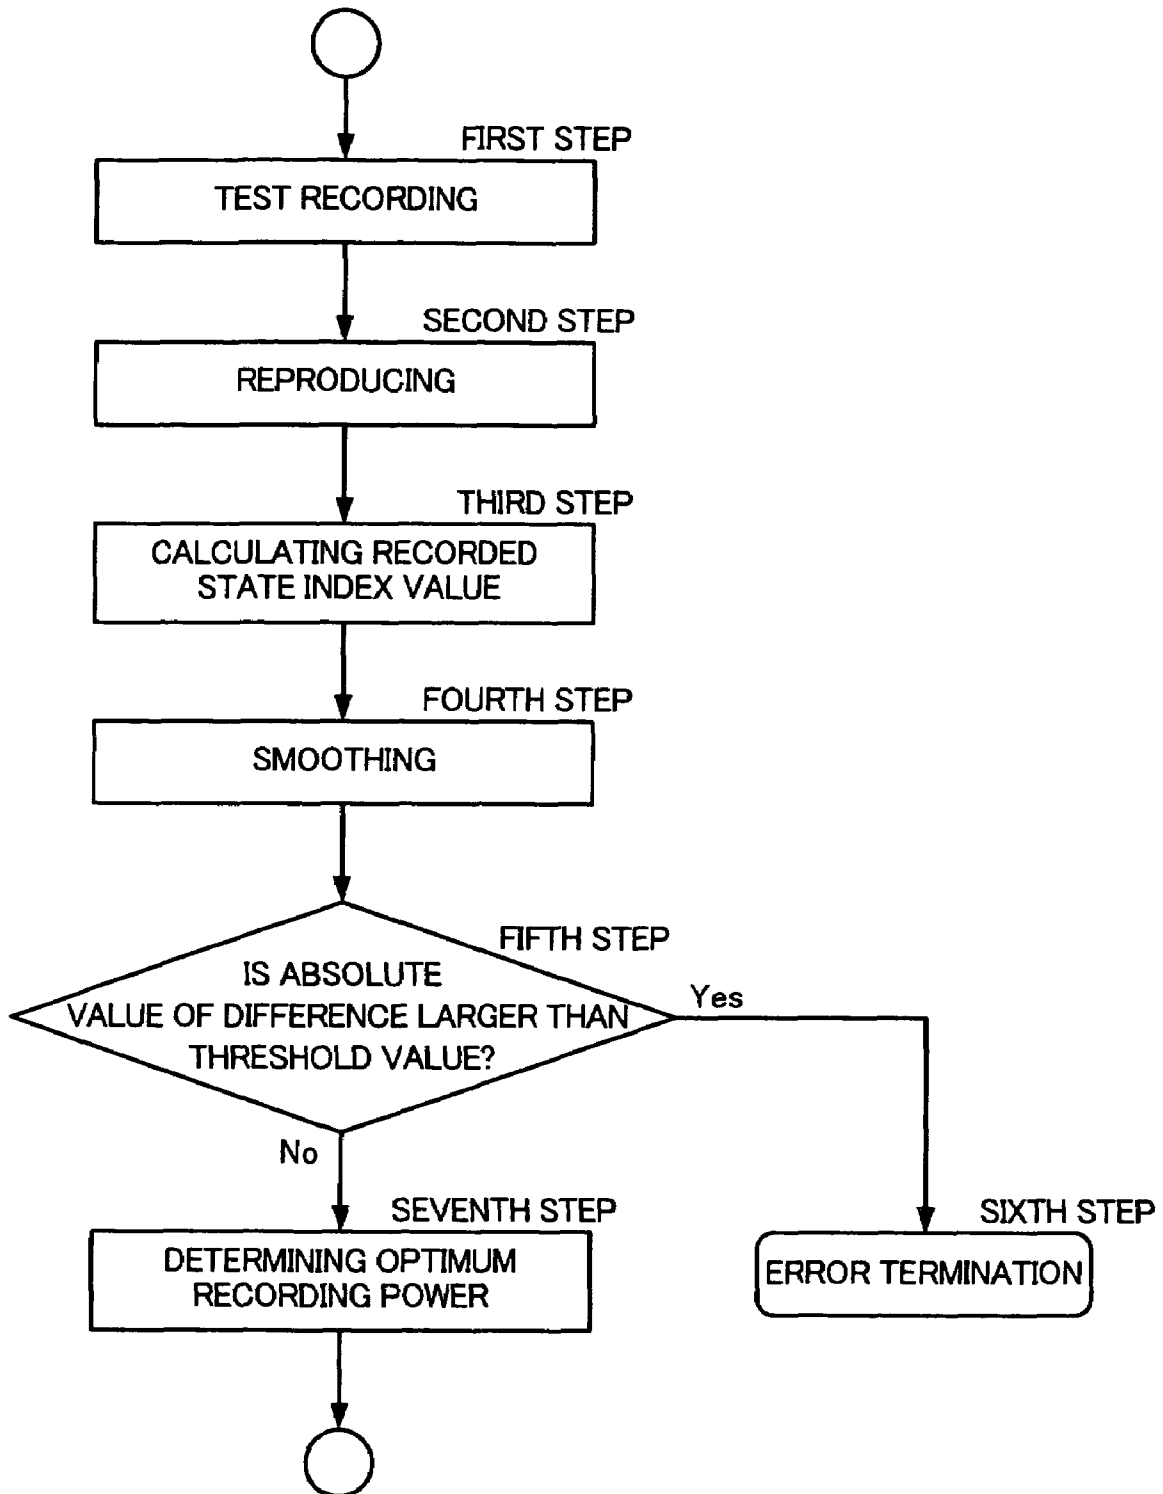 FIRST STEP
TEST RECORDING
SECOND STEP
REPRODUCING
THIRD STEP
CALCULATING RECORDED
STATE INDEX VALUE
FOURTH STEP
SMOOTHING
FIFTH STEP
IS ABSOLUTE
VALUE OF DIFFERENCE LARGER THAN
THRESHOLD VALUE?
Yes
No
SEVENTH STEP
DETERMINING OPTIMUM
RECORDING POWER
SIXTH STEP
ERROR TERMINATION